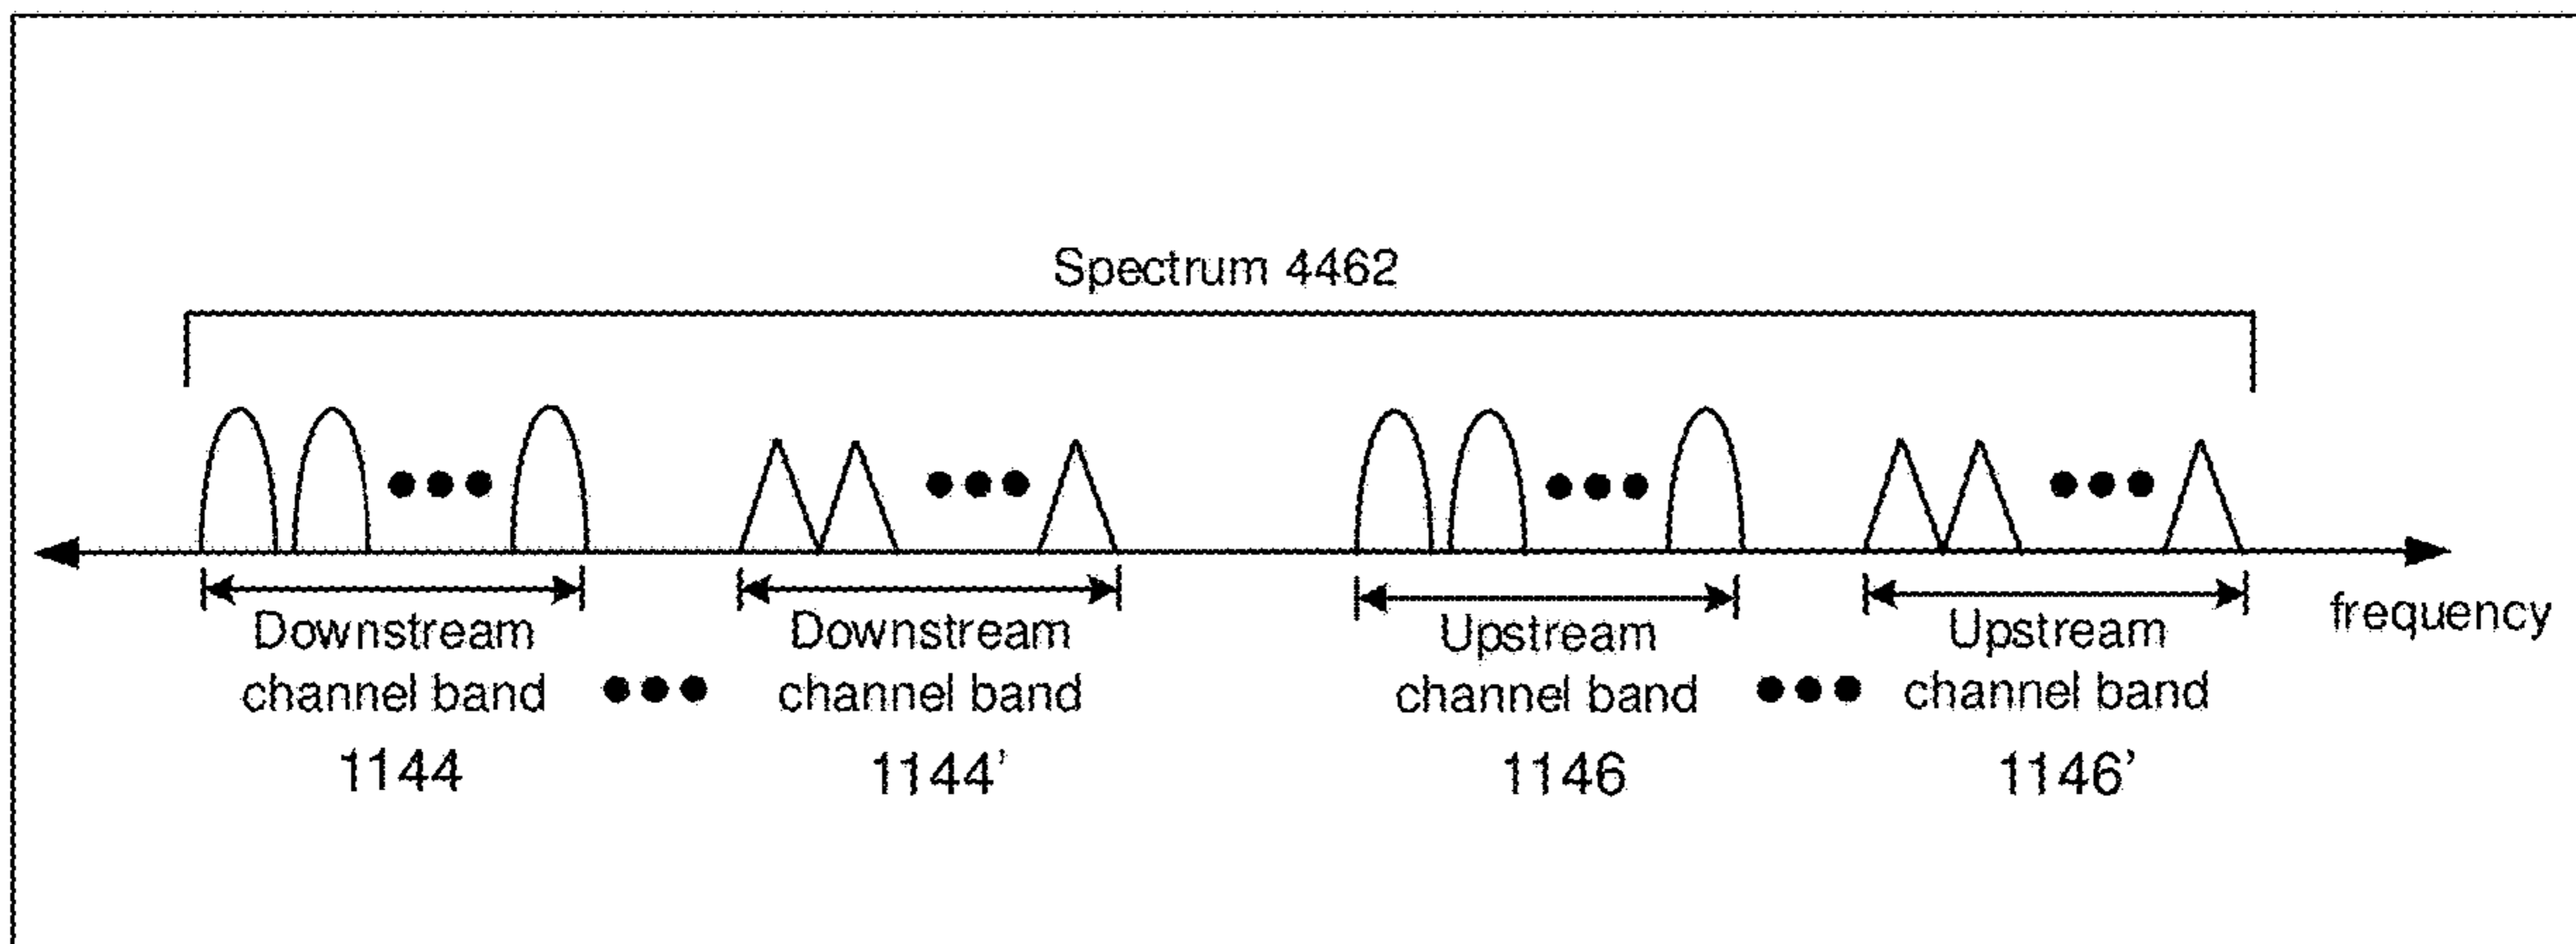 Spectrum 4462
Downstream
channel band
1144
Downstream
channel band
1144'
Upstream
channel band
1146
Upstream
channel band
1146'
frequency